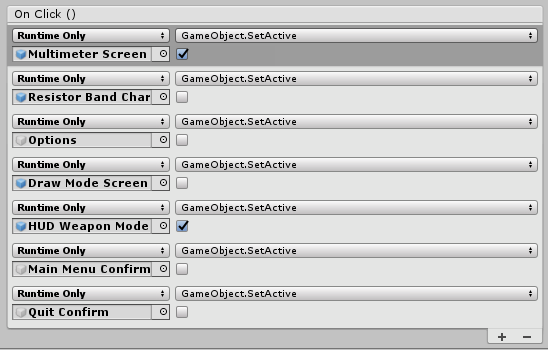 On Click ()
Runtime Only GameObject.SetActive
Multimeter Screen
Runtime Only GameObject.SetActive
Resistor Band Char
Runtime Only GameObject.SetActive
Options
Runtime Only GameObject.SetActive
Draw Mode Screen
Runtime Only GameObject.SetActive
HUD Weapon Mode
Runtime Only GameObject.SetActive
Main Menu Confirm
Runtime Only GameObject.SetActive
Quit Confirm